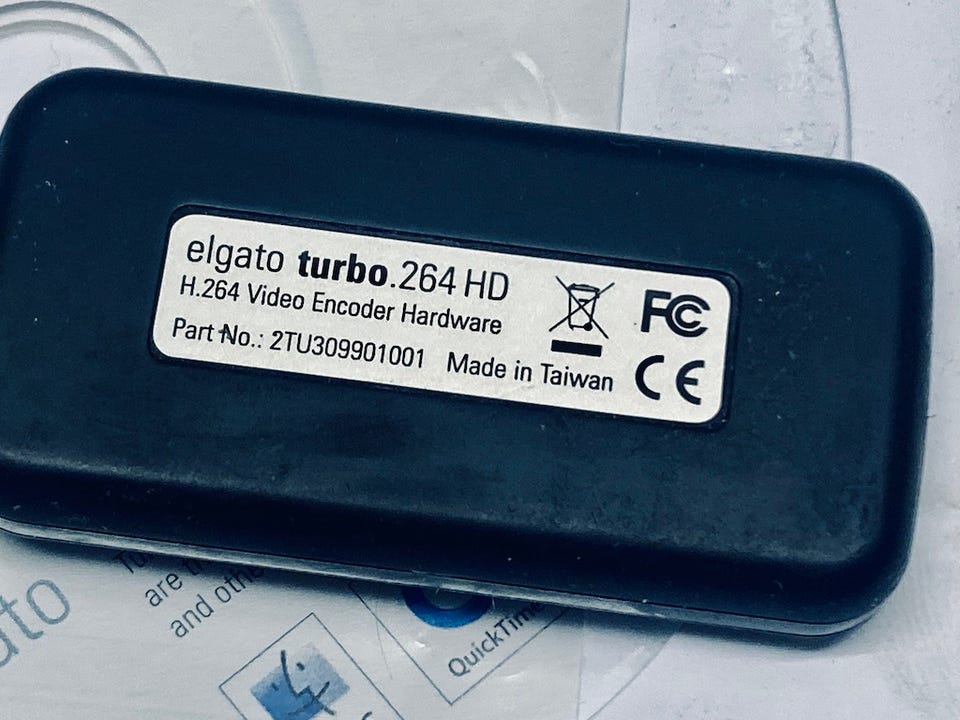 elgato turbo.264 HD
H.264 Video Encoder Hardware
Part No.: 2TU309901001 Made in Taiwan
FC
CE
are
and
QuickTime